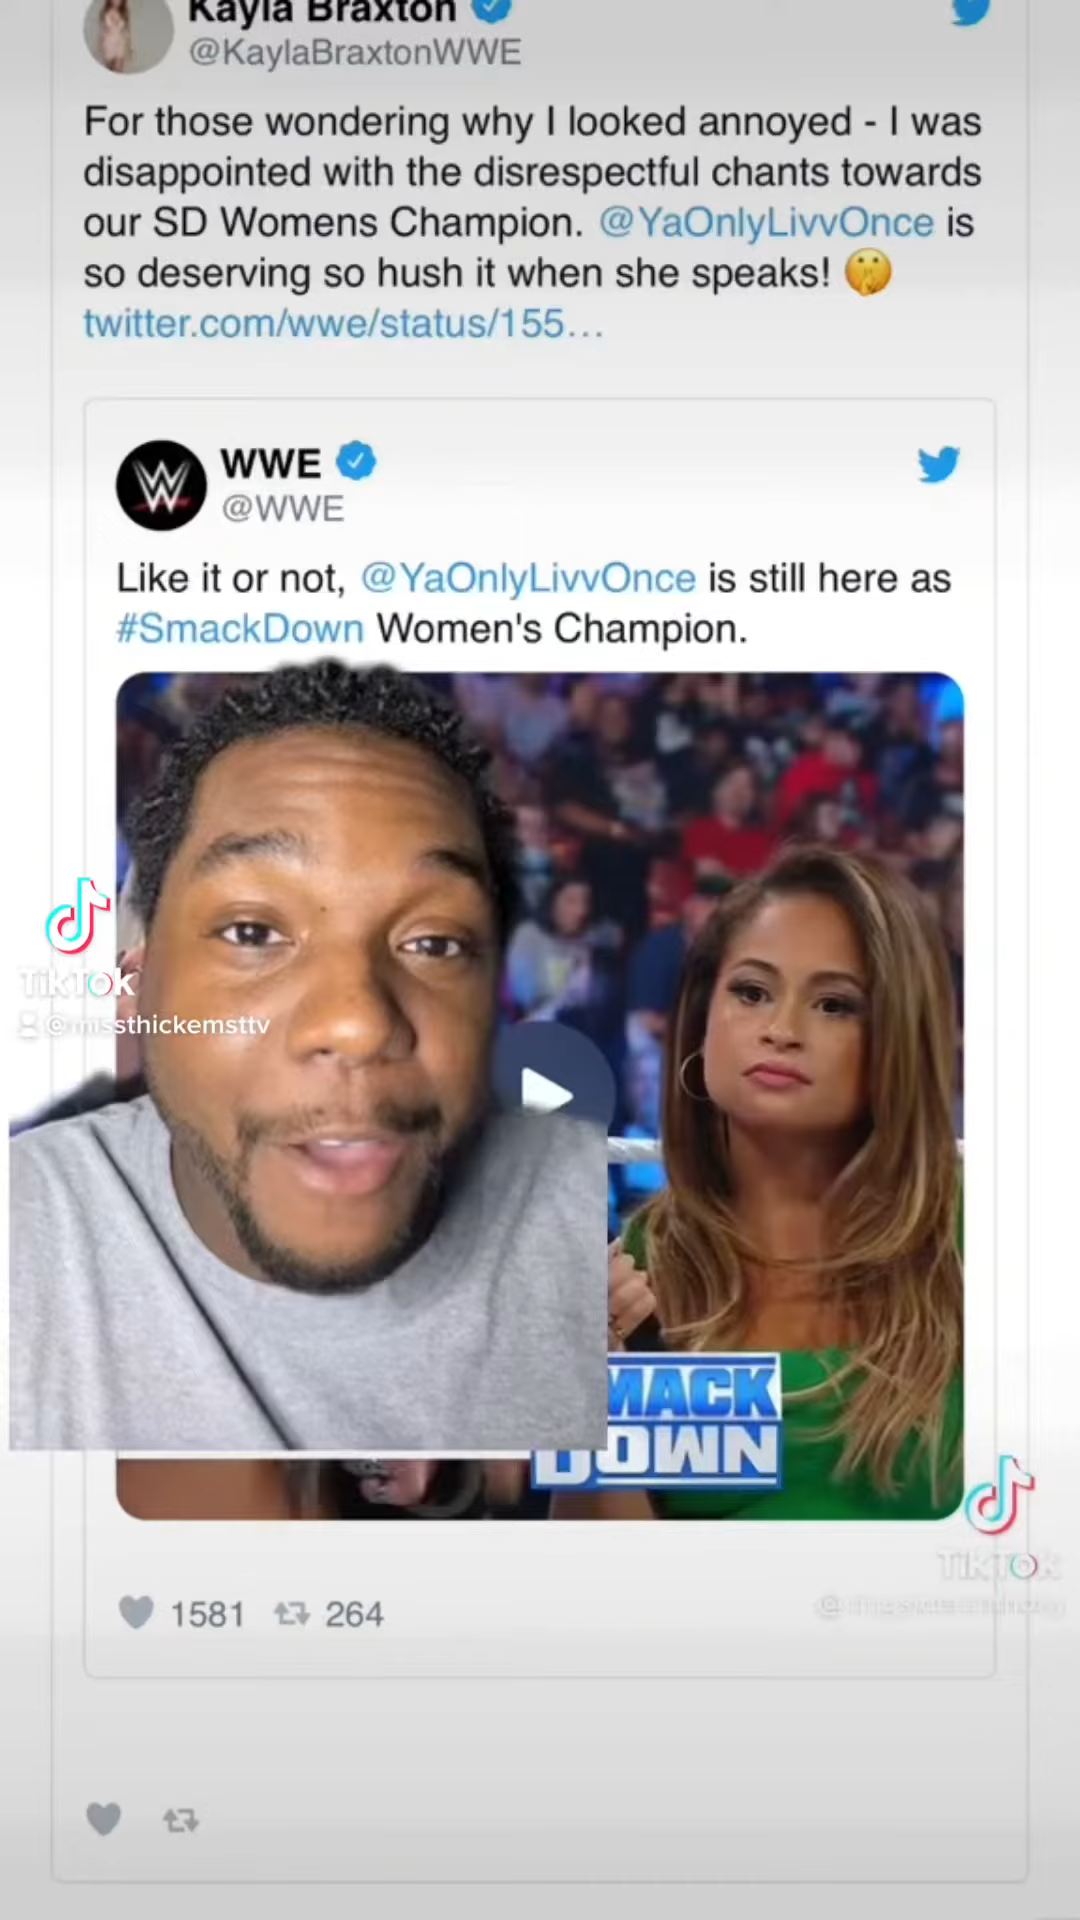 Kayla Braxton
@KaylaBraxtonWWE
For those wondering why I looked annoyed - I was
disappointed with the disrespectful chants towards
our SD Womens Champion. @YaOnlyLivvOnce is
so deserving so hush it when she speaks! 🤫
twitter.com/wwe/status/155…
WWE
@WWE
Like it or not, @YaOnlyLivvOnce is still here as
#SmackDown Women's Champion.
TikTok
@missthickemsttv
MACK
DOWN
TikTok
1581 264